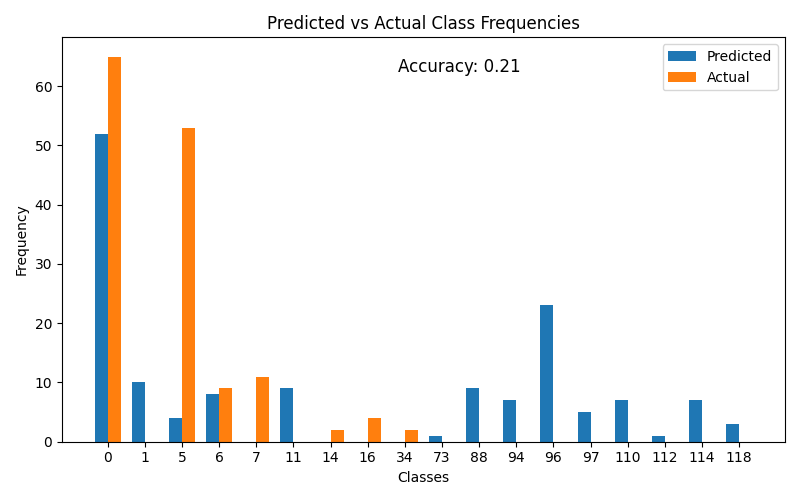 Predicted vs Actual Class Frequencies
Accuracy: 0.21
Predicted
Actual
Frequency
60
50
40
30
20
10
0
0 1 5 6 7 11 14 16 34 73 88 94 96 97 110 112 114 118
Classes